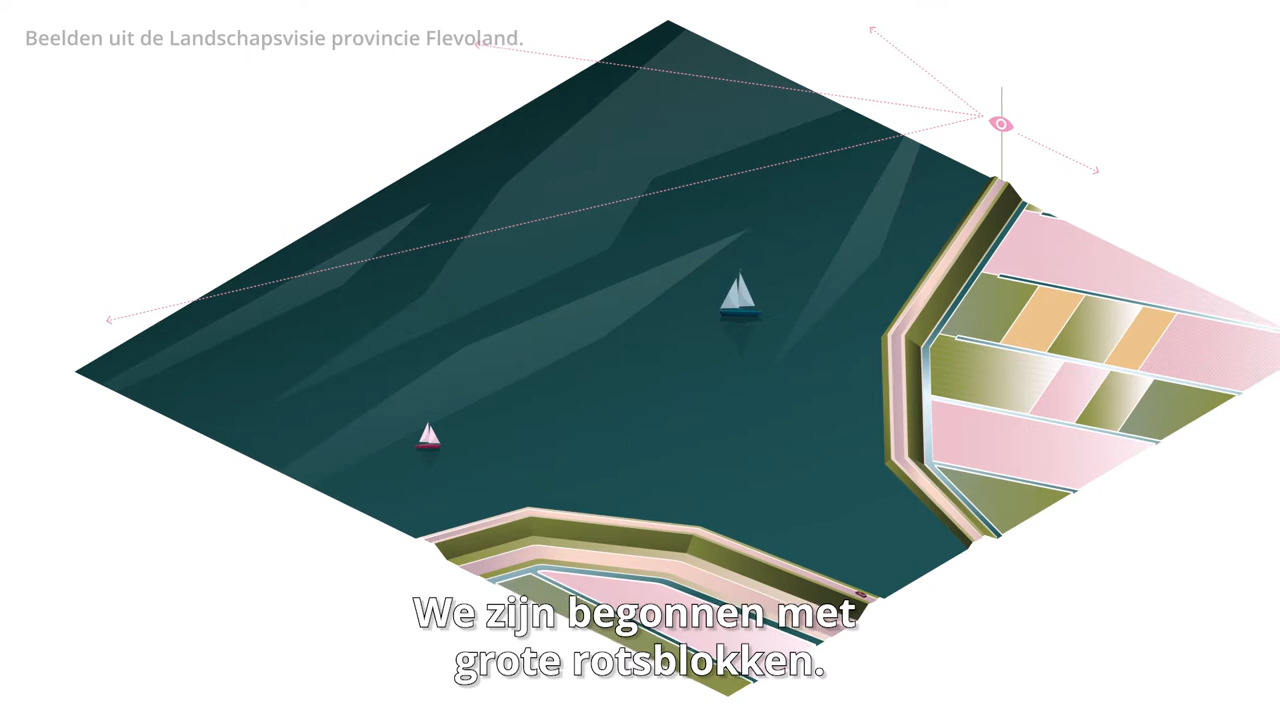 Beelden uit de Landschapsvisie provincie Flevoland.
We zijn begonnen met
grote rotsblokken.